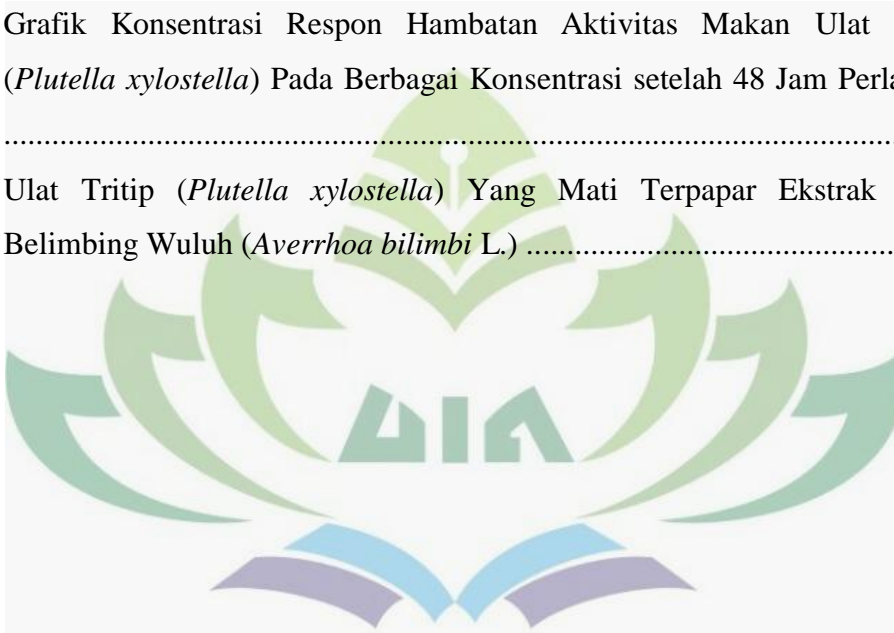 Grafik Konsentrasi Respon Hambatan Aktivitas Makan Ulat
(Plutella xylostella) Pada Berbagai Konsentrasi setelah 48 Jam
....................................................................................................
Ulat Tritip (Plutella xylostella) Yang Mati Terpapar Ekstrak
Belimbing Wuluh (Averrhoa bilimbi L.) ..............................................
UIN